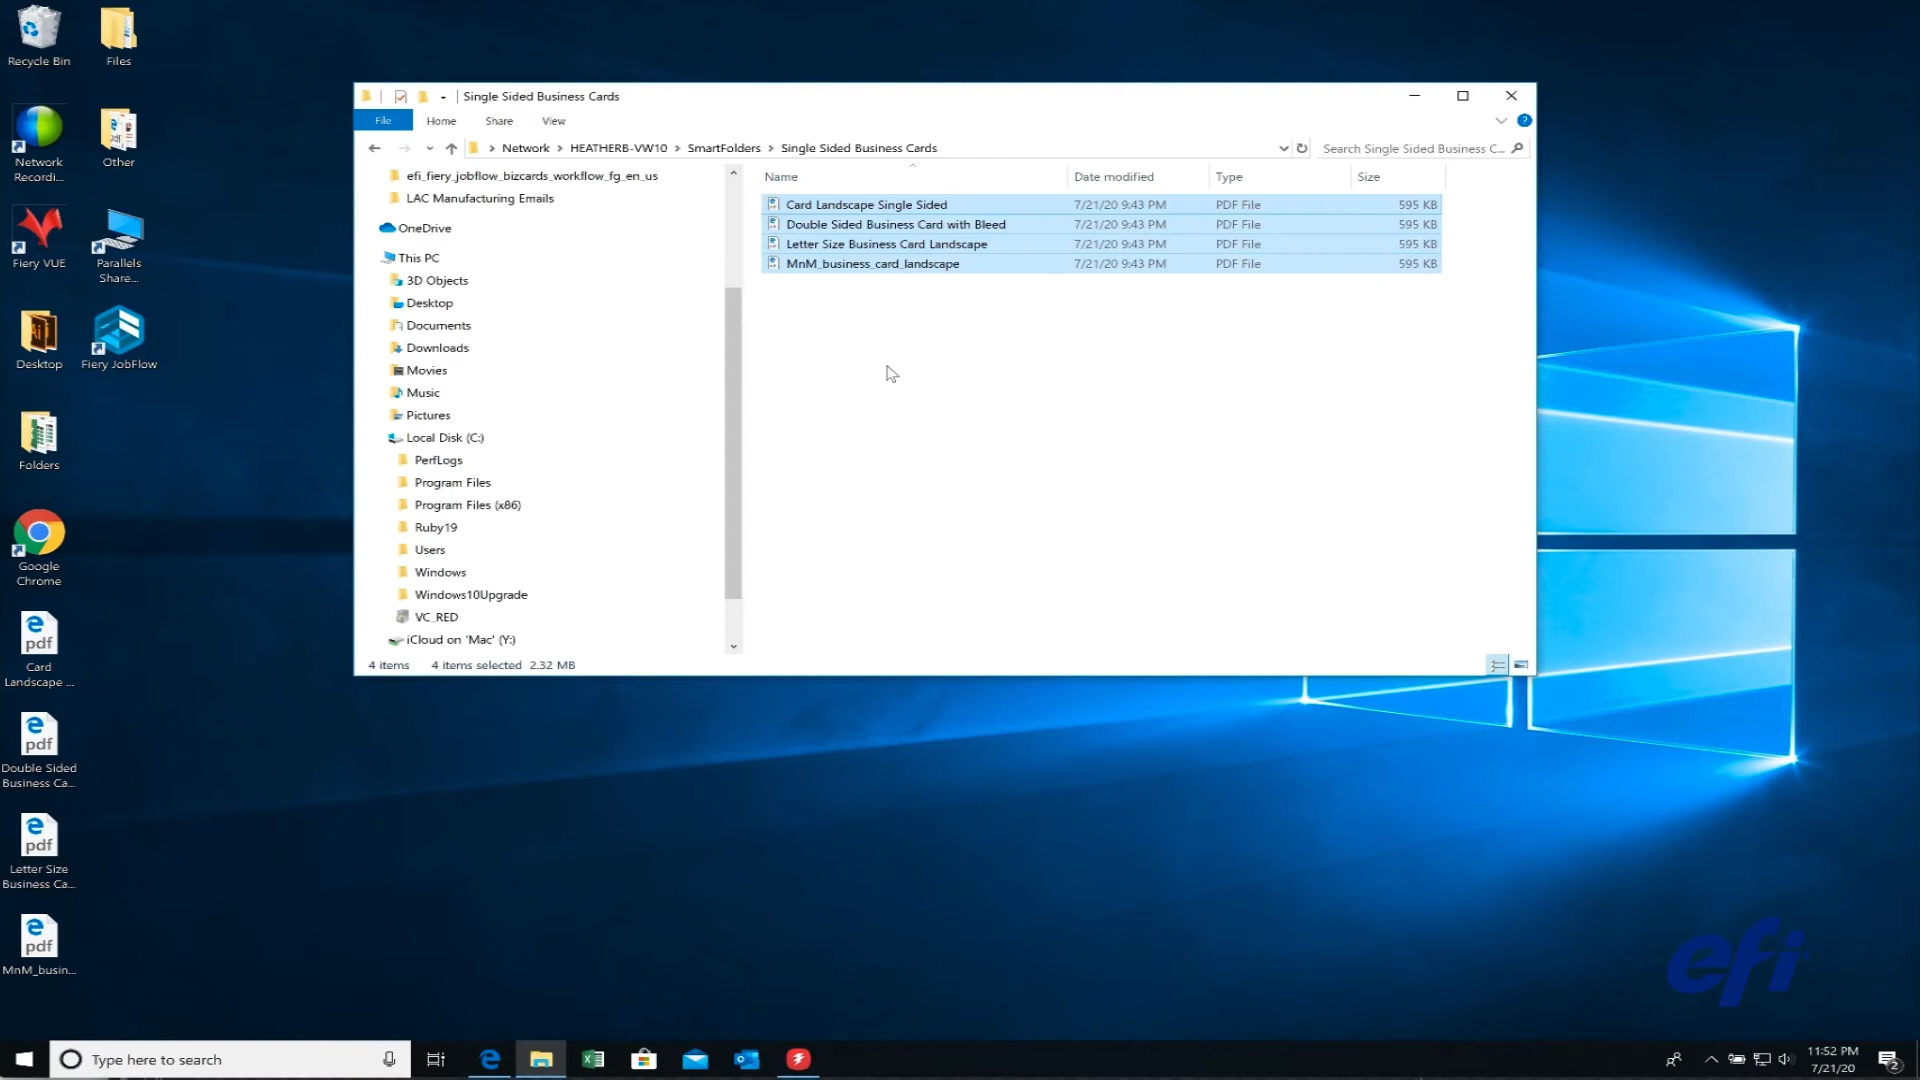 Recycle Bin
Files
Network
Recordi...
Other
Fiery VUE
Parallels
Share...
Desktop
Fiery JobFlow
Folders
Google
Chrome
pdf
Card
Landscape ...
pdf
Double Sided
Business Ca...
pdf
Letter Size
Business Ca...
pdf
MnM_busin...
Single Sided Business Cards
File
Home
Share
View
Network > HEATHERB-VW10 > SmartFolders > Single Sided Business Cards
Search Single Sided Business C...
efi_fiery_jobflow_bizcards_workflow_fg_en_us
LAC Manufacturing Emails
OneDrive
This PC
3D Objects
Desktop
Documents
Downloads
Movies
Music
Pictures
Local Disk (C:)
PerfLogs
Program Files
Program Files (x86)
Ruby19
Users
Windows
Windows10Upgrade
VC_RED
iCloud on 'Mac' (Y:)
Name Date modified Type Size
Card Landscape Single Sided 7/21/20 9:43 PM PDF File 595 KB
Double Sided Business Card with Bleed 7/21/20 9:43 PM PDF File 595 KB
Letter Size Business Card Landscape 7/21/20 9:43 PM PDF File 595 KB
MnM_business_card_landscape 7/21/20 9:43 PM PDF File 595 KB
4 items 4 items selected 2.32 MB
efi
Type here to search
11:52 PM
7/21/20
2